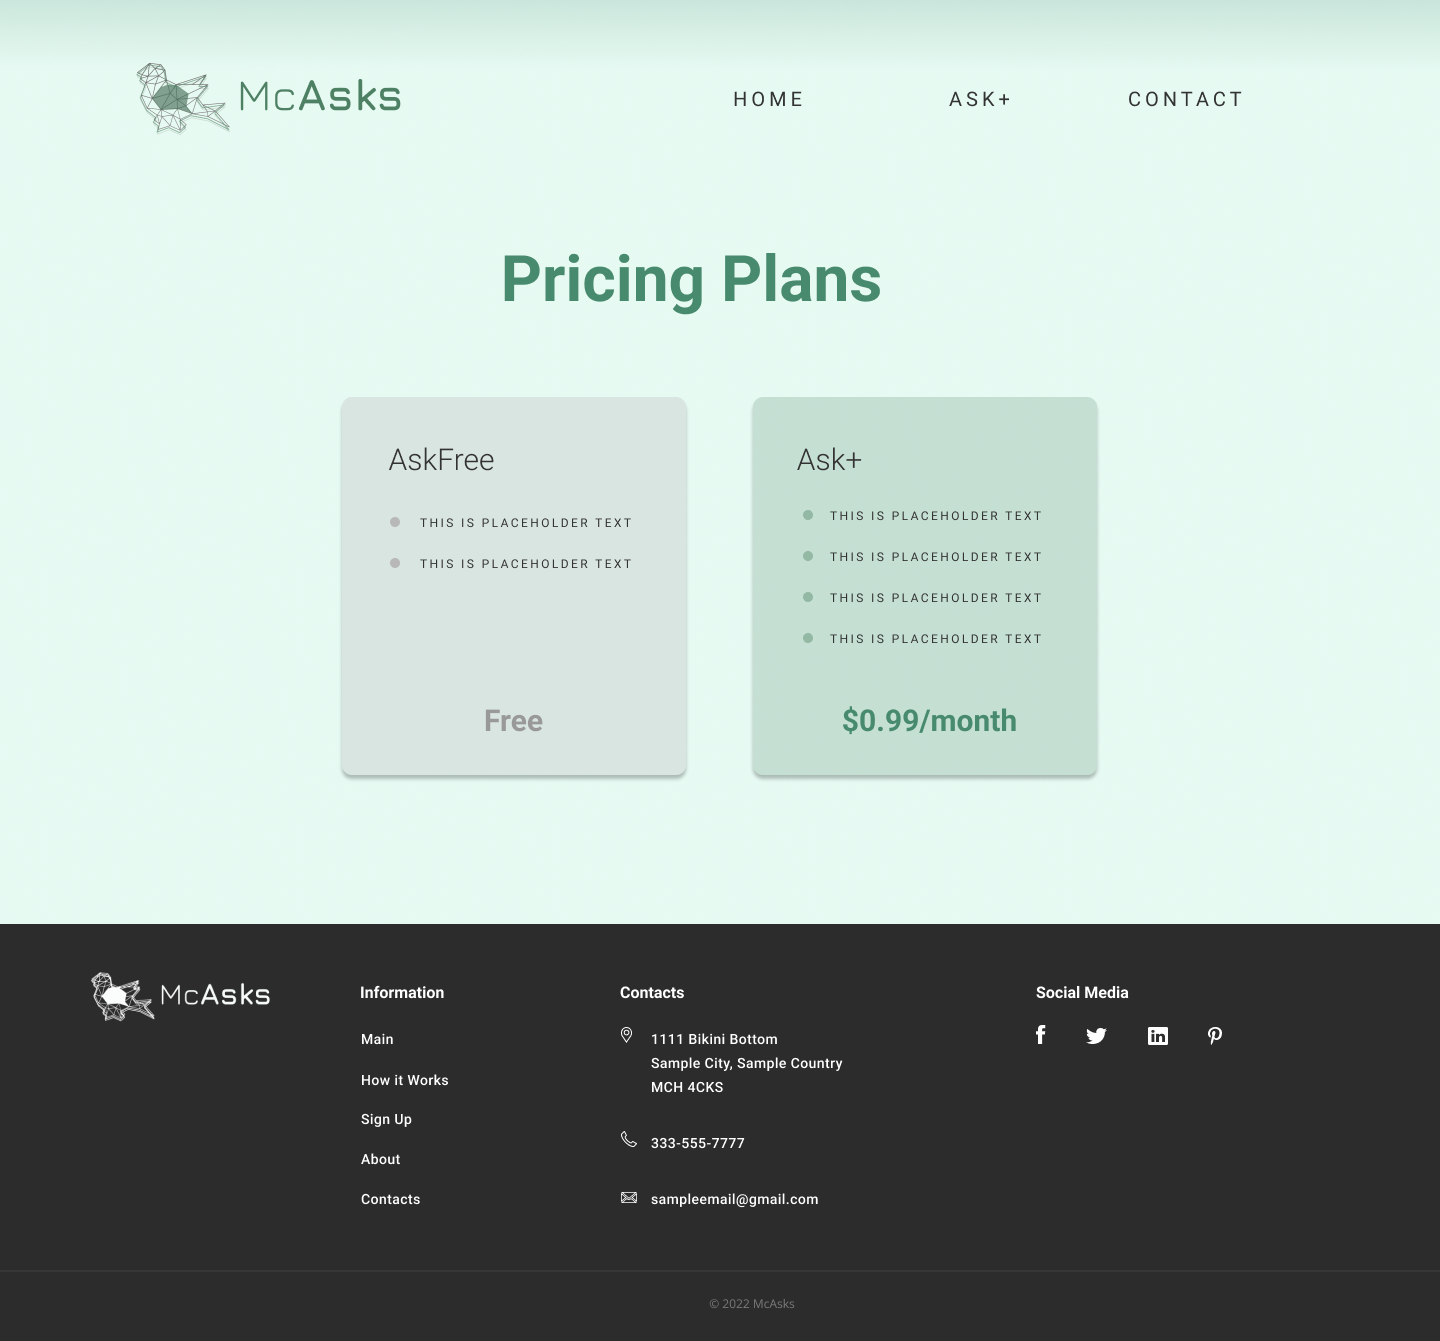 McAsks
HOME
ASK+
CONTACT
Pricing Plans
AskFree
THIS IS PLACEHOLDER TEXT
THIS IS PLACEHOLDER TEXT
Free
Ask+
THIS IS PLACEHOLDER TEXT
THIS IS PLACEHOLDER TEXT
THIS IS PLACEHOLDER TEXT
THIS IS PLACEHOLDER TEXT
$0.99/month
McAsks
Information
Main
How it Works
Sign Up
About
Contacts
Contacts
1111 Bikini Bottom
Sample City, Sample Country
MCH 4CKS
333-555-7777
sampleemail@gmail.com
Social Media
© 2022 McAsks